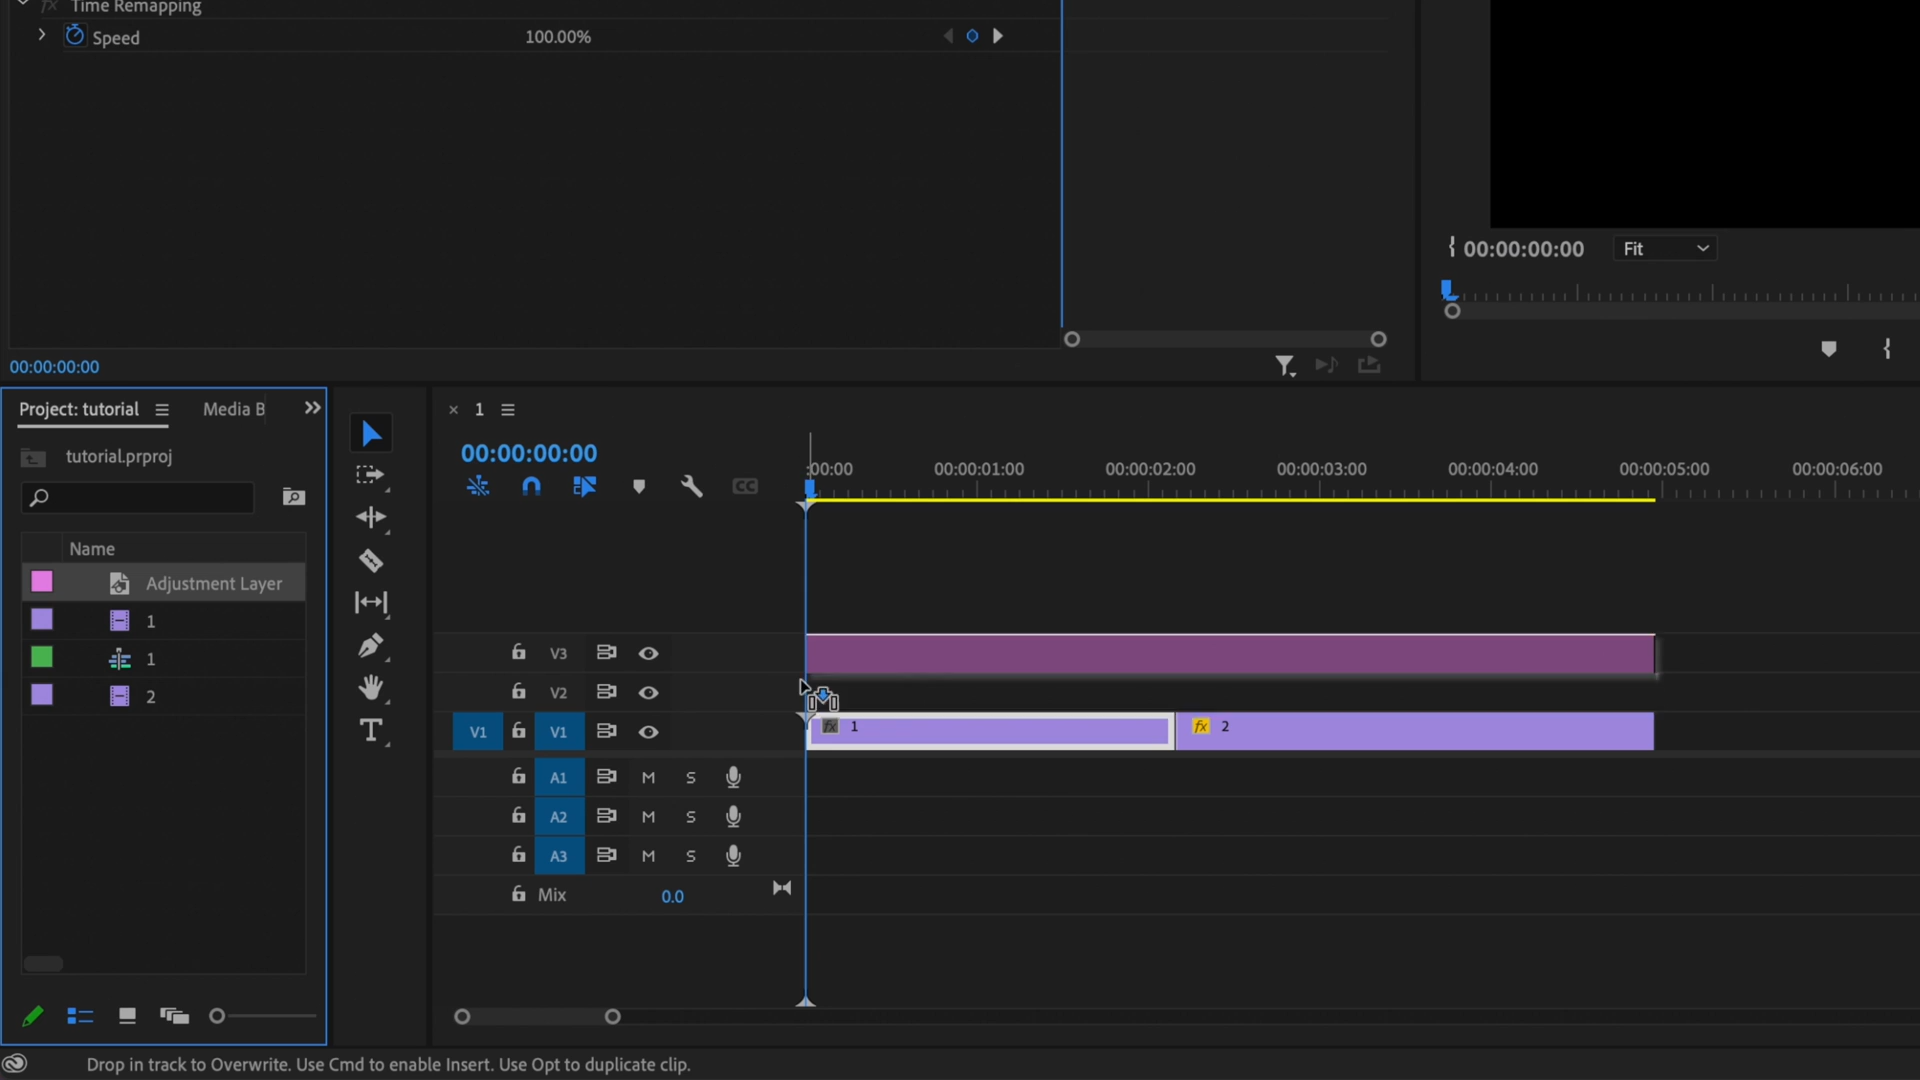 Time Remapping
Speed 100.00%
00:00:00:00
Fit
00:00:00:00
Project: tutorial Media B
tutorial.prproj
Name
Adjustment Layer
1
1
2
1
00:00:00:00
:00:00 00:00:01:00 00:00:02:00 00:00:03:00 00:00:04:00 00:00:05:00 00:00:06:00
CC
V3
V2
V1 V1
fx 1 fx 2
A1 M S
A2 M S
A3 M S
Mix 0.0
T
Drop in track to Overwrite. Use Cmd to enable Insert. Use Opt to duplicate clip.